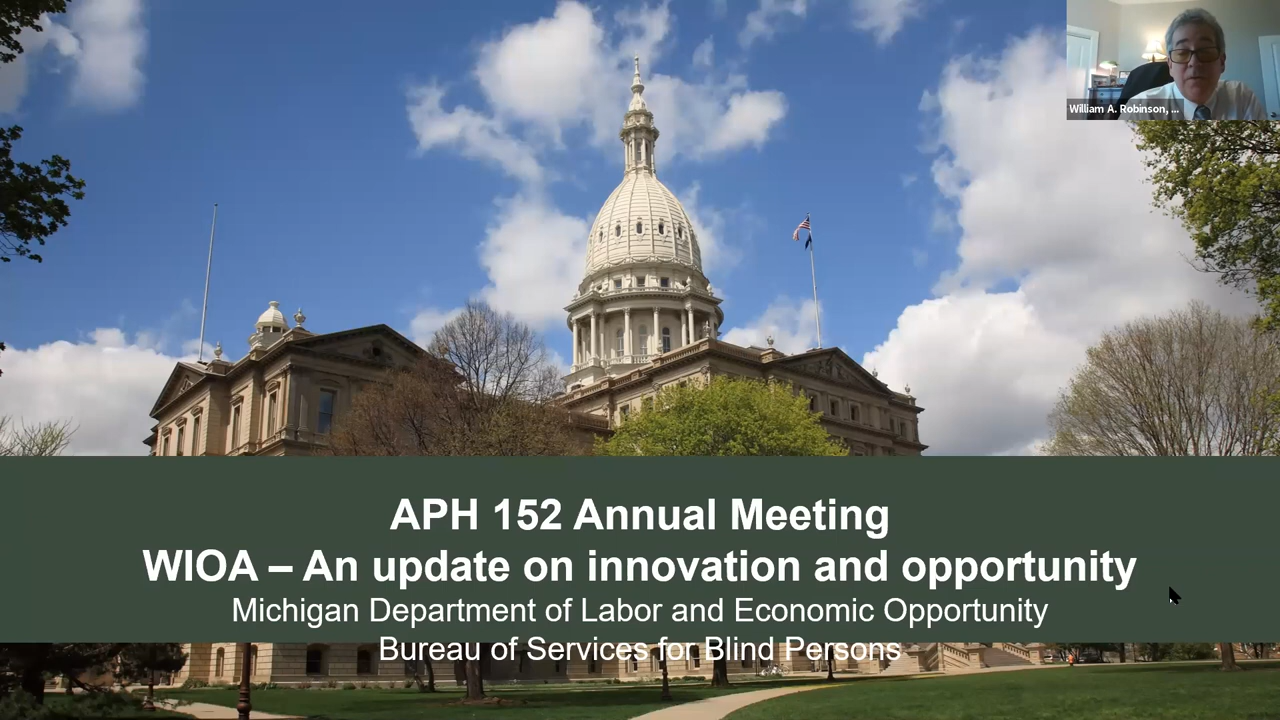 William A. Robinson, ...
APH 152 Annual Meeting
WIOA – An update on innovation and opportunity
Michigan Department of Labor and Economic Opportunity
Bureau of Services for Blind Persons